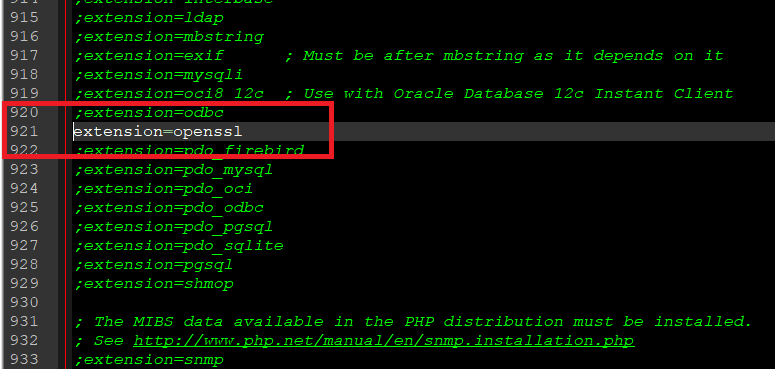 914 ;extension=interbase
915 ;extension=ldap
916 ;extension=mbstring
917 ;extension=exif      ; Must be after mbstring as it depends on it
918 ;extension=mysqli
919 ;extension=oci8_12c  ; Use with Oracle Database 12c Instant Client
920 ;extension=odbc
921 extension=openssl
922 ;extension=pdo_firebird
923 ;extension=pdo_mysql
924 ;extension=pdo_oci
925 ;extension=pdo_odbc
926 ;extension=pdo_pgsql
927 ;extension=pdo_sqlite
928 ;extension=pgsql
929 ;extension=shmop
930
931 ; The MIBS data available in the PHP distribution must be installed.
932 ; See http://www.php.net/manual/en/snmp.installation.php
933 ;extension=snmp